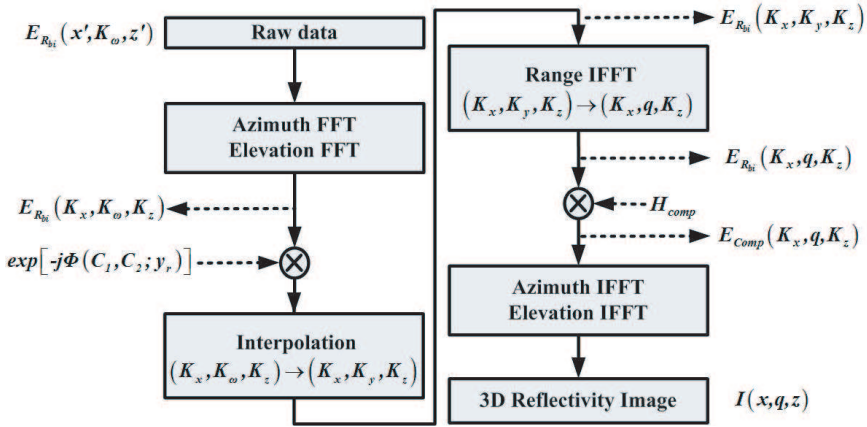 E_{R_{bi}}(x',K_ω,z')
Raw data
Azimuth FFT
Elevation FFT
E_{R_{bi}}(K_x,K_ω,K_z)
exp[-jΦ(C_1,C_2;y_r)]
Interpolation
(K_x,K_ω,K_z)→(K_x,K_y,K_z)
E_{R_{bi}}(K_x,K_y,K_z)
Range IFFT
(K_x,K_y,K_z)→(K_x,q,K_z)
E_{R_{bi}}(K_x,q,K_z)
H_{comp}
E_{Comp}(K_x,q,K_z)
Azimuth IFFT
Elevation IFFT
3D Reflectivity Image
I(x,q,z)